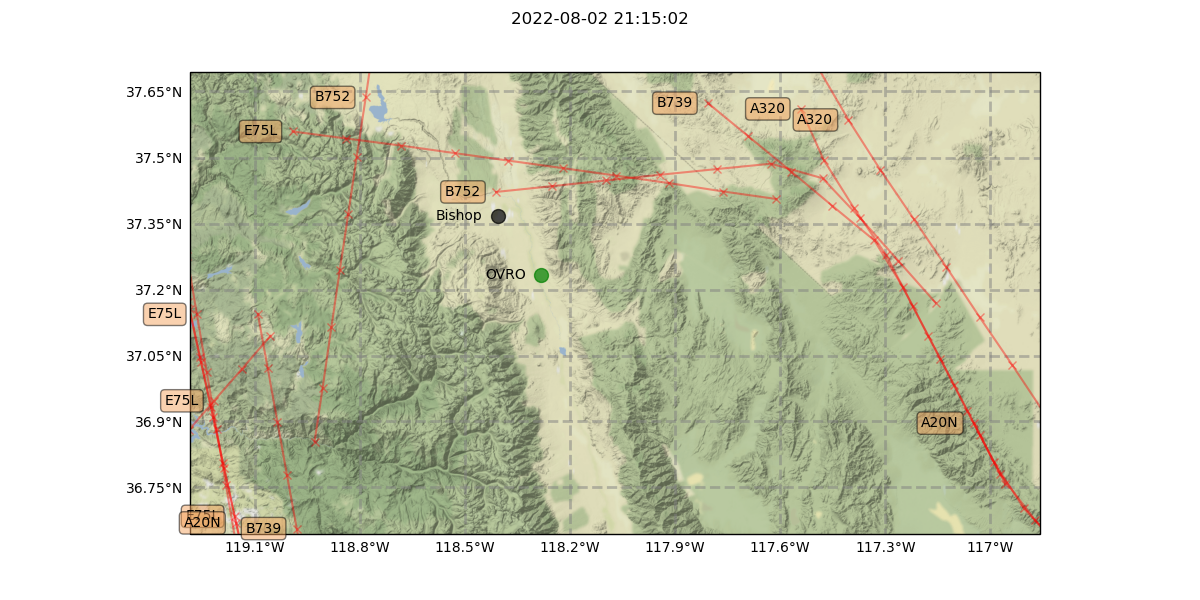 2022-08-02 21:15:02
37.65°N
B752
B739
A320
A320
E75L
37.5°N
B752
Bishop
37.35°N
OVRO
37.2°N
E75L
37.05°N
E75L
36.9°N
A20N
36.75°N
E75L
A20N
B739
119.1°W 118.8°W 118.5°W 118.2°W 117.9°W 117.6°W 117.3°W 117°W